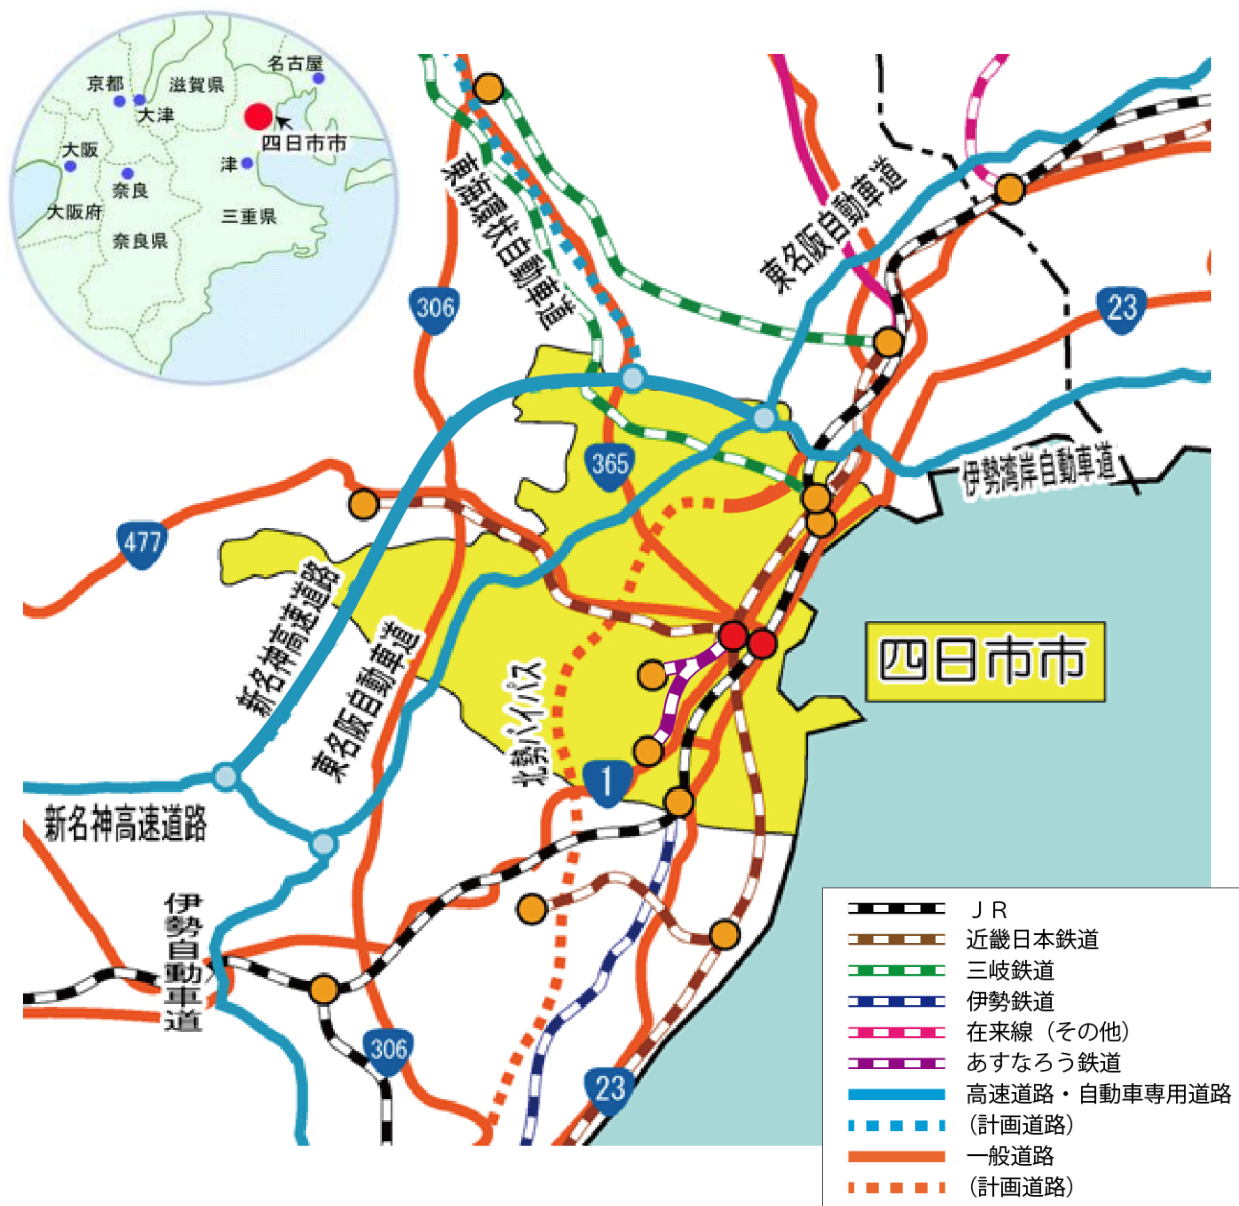 名古屋
京都
滋賀県
大津
四日市市
大阪
津
奈良
大阪府
三重県
奈良県
東海環状自動車道
東名阪自動車道
306
23
365
伊勢湾岸自動車道
477
新名神高速道路
東名阪自動車道
四日市市
北勢バイパス
1
新名神高速道路
伊勢自動車道
306
23
ＪＲ
近畿日本鉄道
三岐鉄道
伊勢鉄道
在来線（その他）
あすなろう鉄道
高速道路・自動車専用道路
（計画道路）
一般道路
（計画道路）